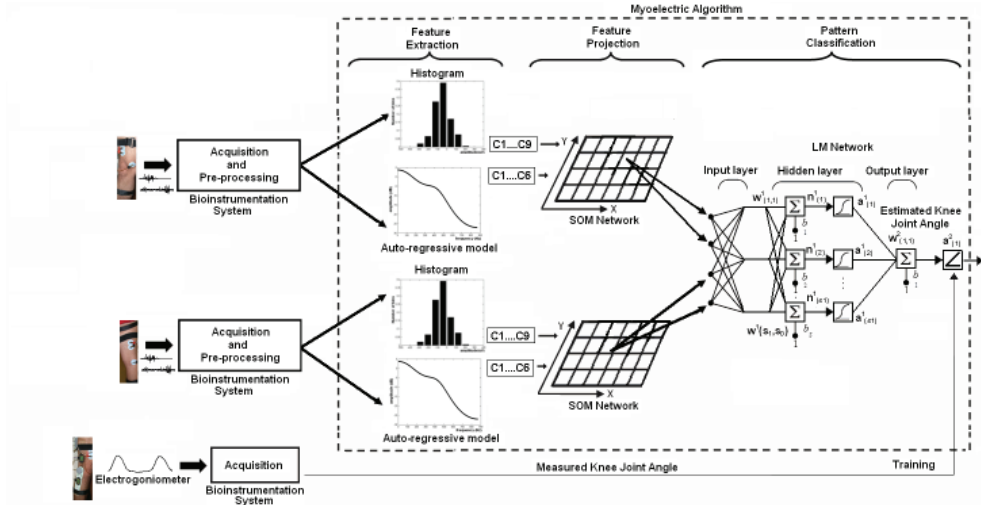 Myoelectric Algorithm
Feature
Extraction
Feature
Projection
Pattern
Classification
Histogram
C1....C9
C1....C6
Y
X
SOM Network
Auto-regressive model
Acquisition
and
Pre-processing
Bioinstrumentation
System
LM Network
Input layer
Hidden layer
Output layer
Estimated Knee
Joint Angle
Histogram
C1....C9
C1....C6
Y
X
SOM Network
Auto-regressive model
Acquisition
and
Pre-processing
Bioinstrumentation
System
Electrogoniometer
Acquisition
Bioinstrumentation
System
Measured Knee Joint Angle
Training